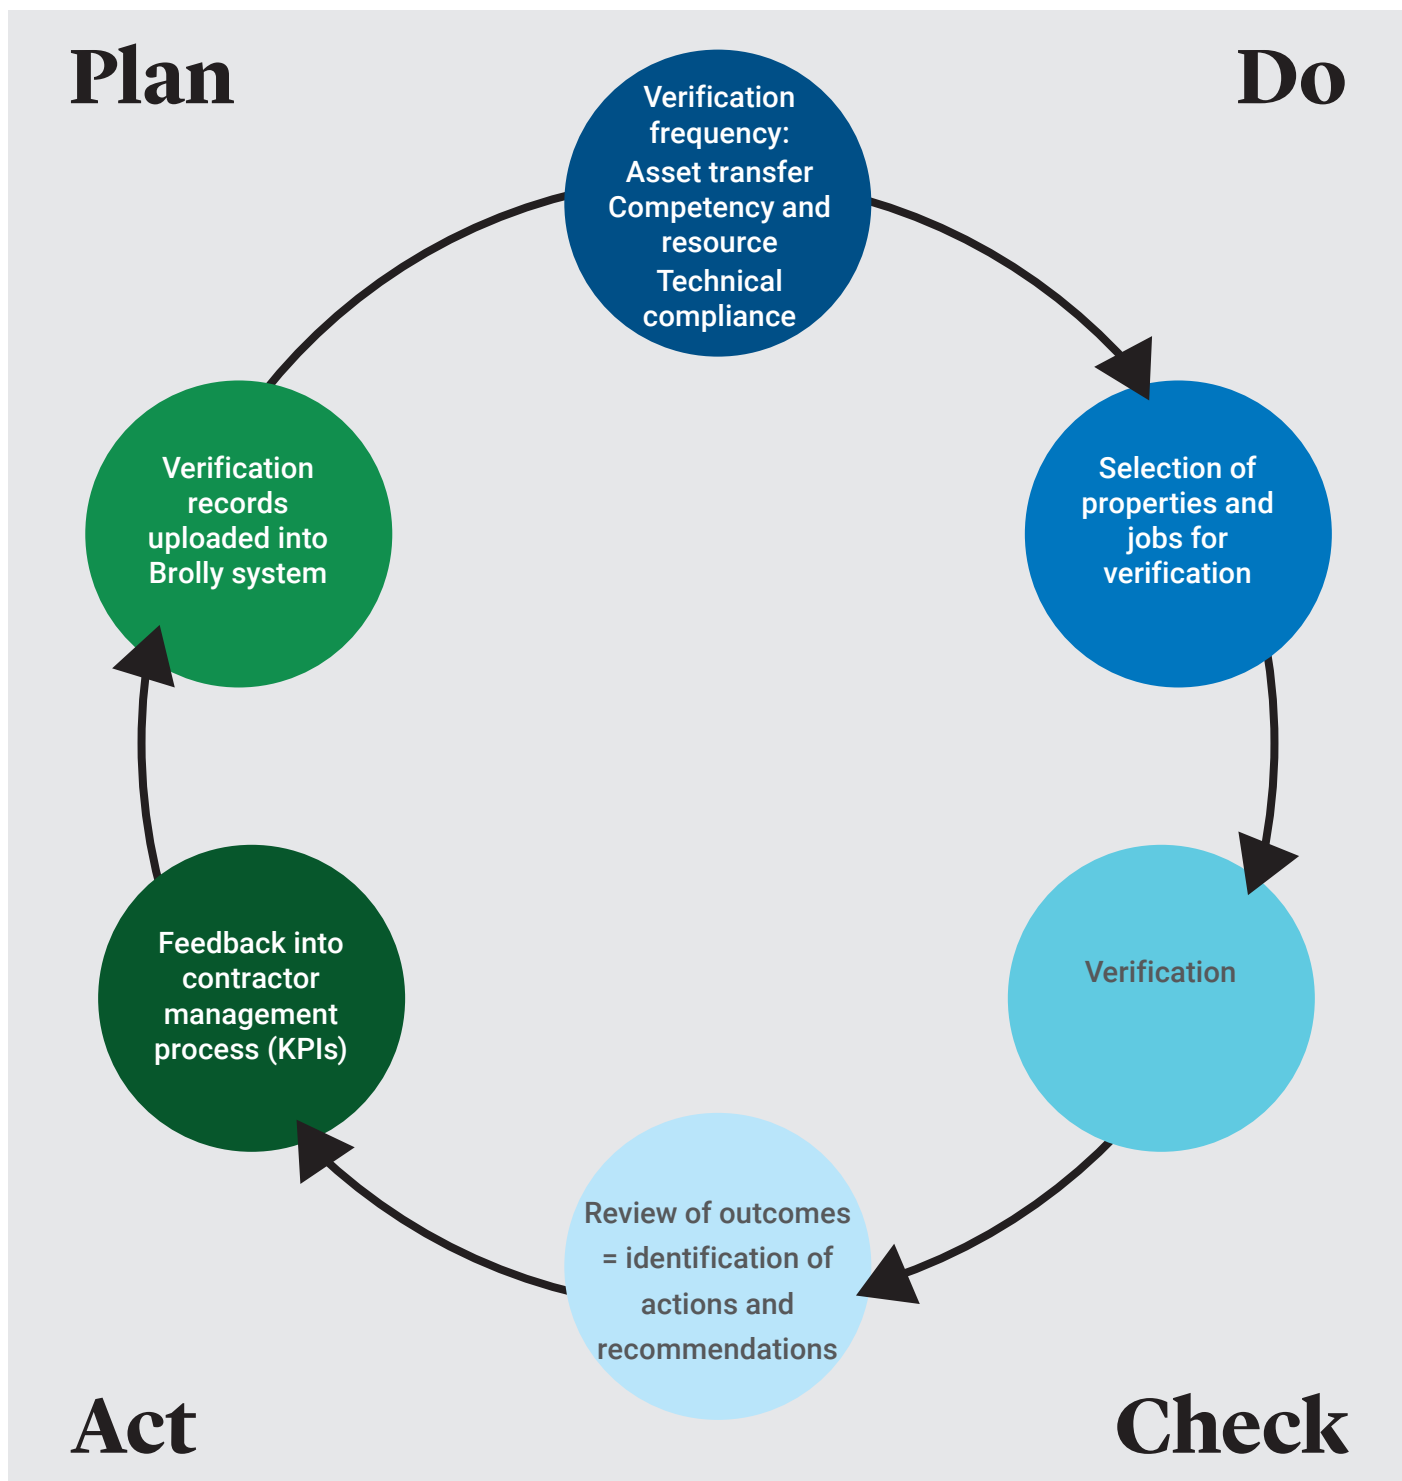 Plan
Do
Verification
frequency:
Asset transfer
Competency and
resource
Technical
compliance
Selection of
properties and
jobs for
verification
Verification
Review of outcomes
= identification of
actions and
recommendations
Feedback into
contractor
management
process (KPIs)
Verification
records
uploaded into
Brolly system
Act
Check